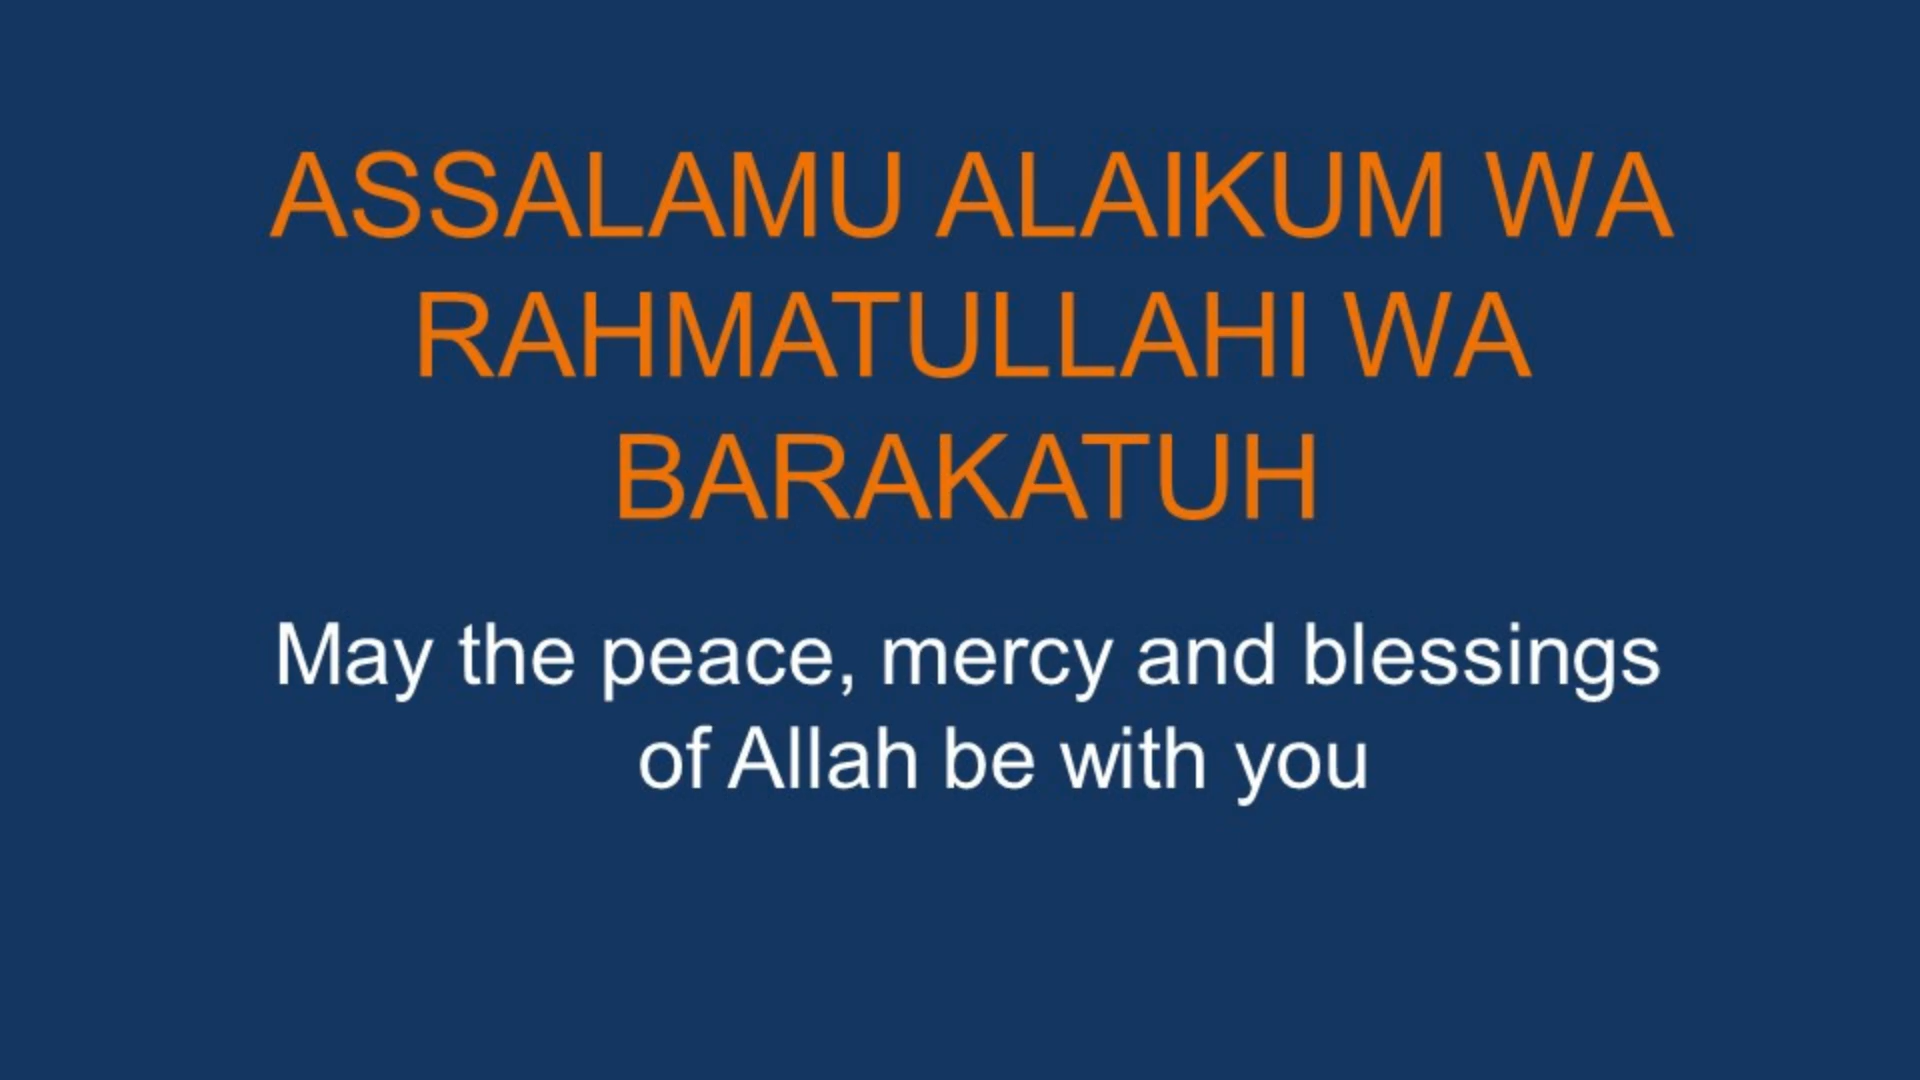 ASSALAMU ALAIKUM WA
RAHMATULLAHI WA
BARAKATUH
May the peace, mercy and blessings
of Allah be with you